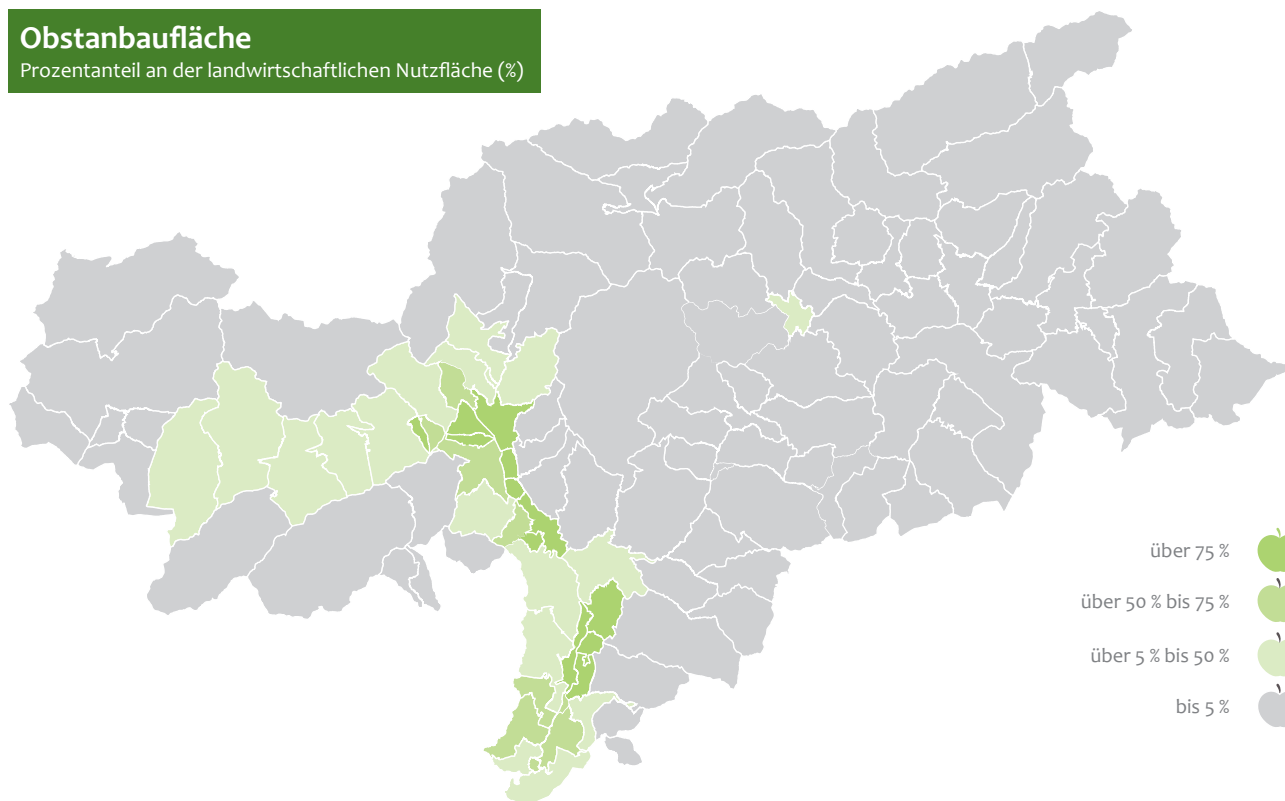 Obstanbaufläche
Prozentanteil an der landwirtschaftlichen Nutzfläche (%)
über 75 %
über 50 % bis 75 %
über 5 % bis 50 %
bis 5 %